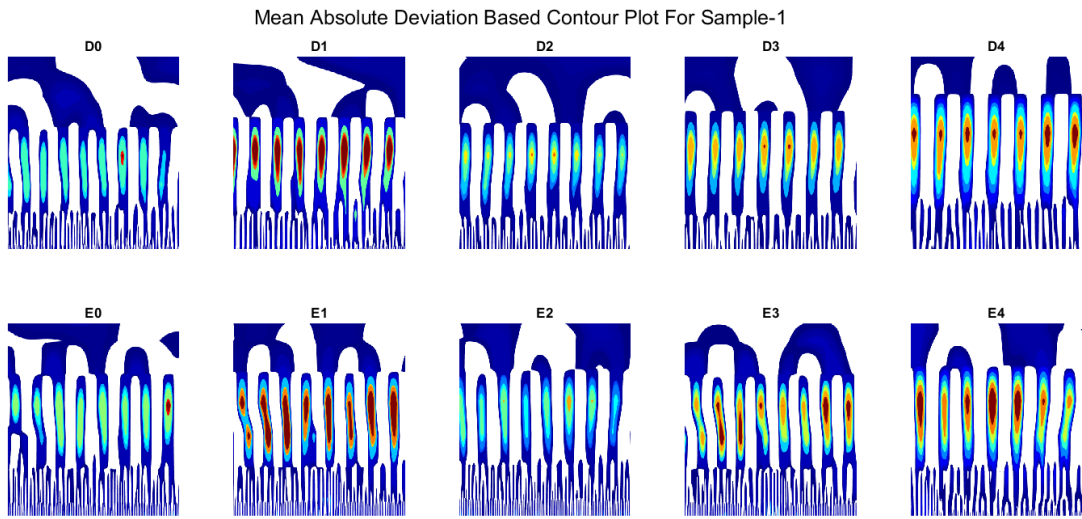 Mean Absolute Deviation Based Contour Plot For Sample-1
D0 D1 D2 D3 D4
E0 E1 E2 E3 E4